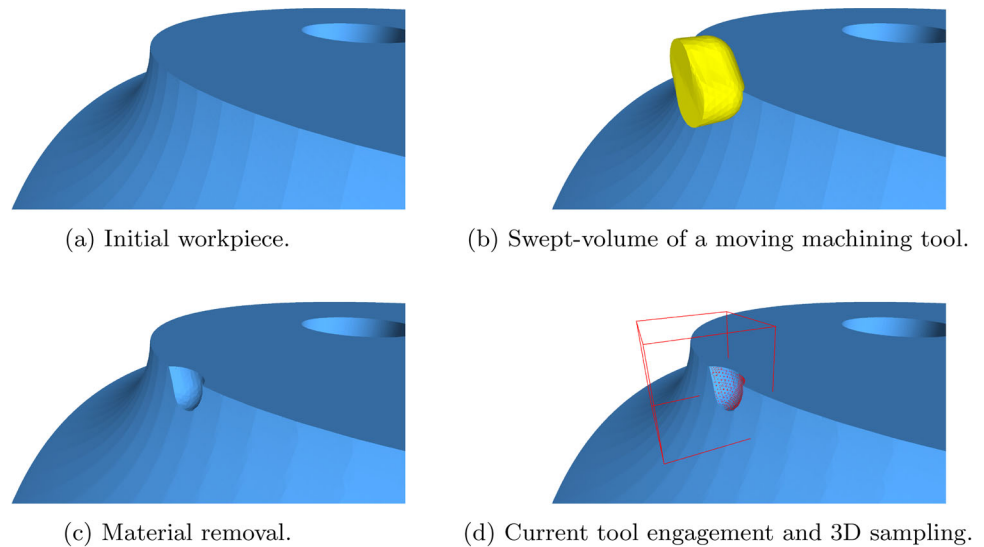 (a) Initial workpiece.
(b) Swept-volume of a moving machining tool.
(c) Material removal.
(d) Current tool engagement and 3D sampling.